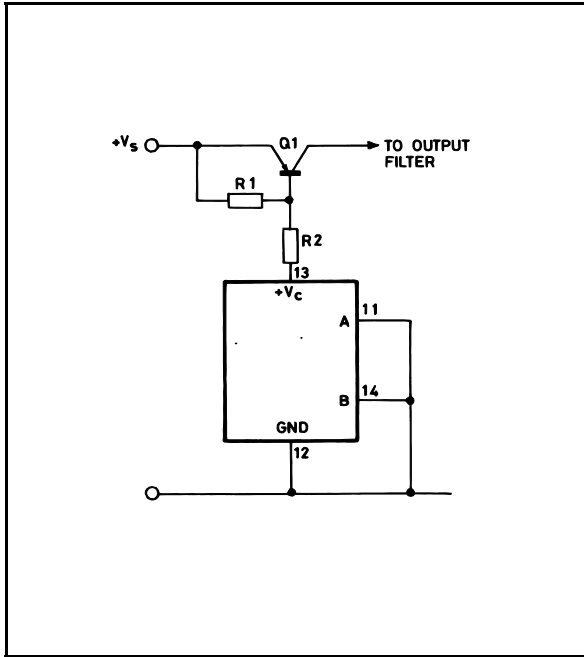 +Vs
Q1
TO OUTPUT
FILTER
R1
R2
13
+Vc
11
A
14
B
GND
12